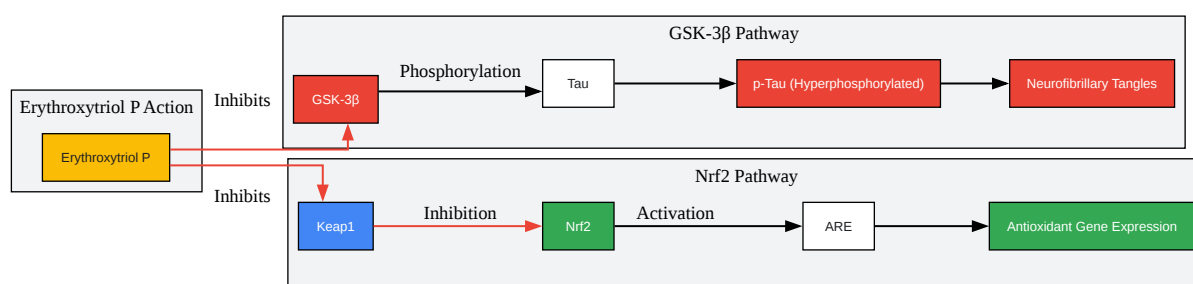 GSK-3β Pathway
Phosphorylation
GSK-3β
Tau
p-Tau (Hyperphosphorylated)
Neurofibrillary Tangles
Erythroxytriol P Action
Inhibits
Erythroxytriol P
Inhibits
Nrf2 Pathway
Keap1
Inhibition
Nrf2
Activation
ARE
Antioxidant Gene Expression